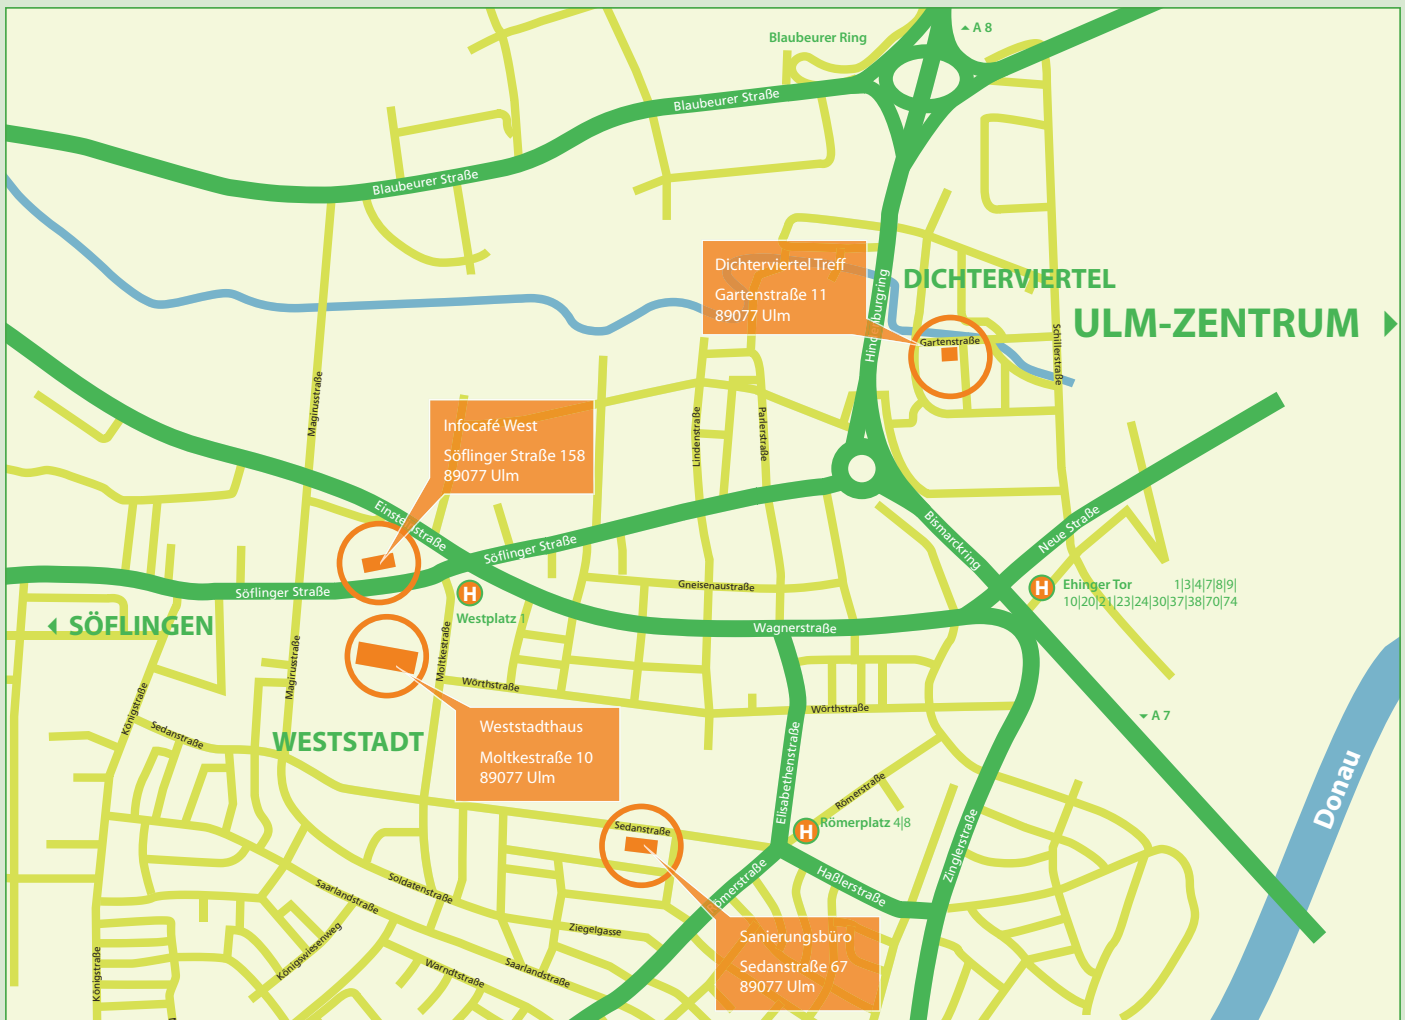 Blaubeurer Ring
A 8
Blaubeurer Straße
Blaubeurer Straße
Dichterviertel Treff
Gartenstraße 11
89077 Ulm
DICHTERVIERTEL
ULM-ZENTRUM
Gartenstraße
Schillerstraße
Magirusstraße
Lindenstraße
Parlerstraße
Infocafé West
Söflinger Straße 158
89077 Ulm
Söflinger Straße
Bismarckring
Neue Straße
Gneisenaustraße
Ehinger Tor 1|3|4|7|8|9|
10|20|21|23|24|30|37|38|70|74
H
H
Söflinger Straße
Westplatz 1
SÖFLINGEN
Wagnerstraße
Moltkestraße
Magirusstraße
Wörthstraße
Wörthstraße
Königstraße
Sedanstraße
WESTSTADT
A 7
Weststadthaus
Moltkestraße 10
89077 Ulm
Elisabethenstraße
Donau
Römerstraße
H
Römerplatz 4|8
Sedanstraße
Zinglerstraße
Haßlerstraße
Soldatenstraße
Saarlandstraße
Ziegelgasse
Königswiesenweg
Sanierungsbüro
Sedanstraße 67
89077 Ulm
Königstraße
Warndtstraße
Saarlandstraße